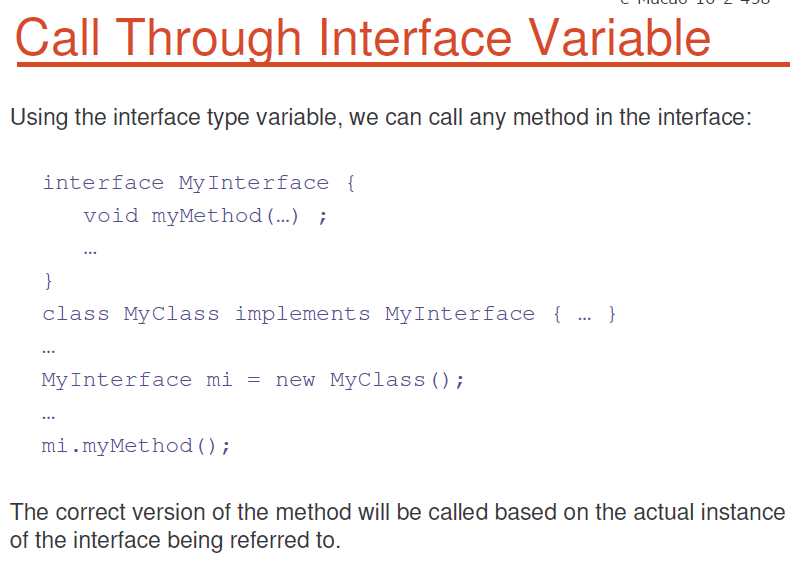 Call Through Interface Variable
Using the interface type variable, we can call any method in the interface:
interface MyInterface {
void myMethod(…) ;
…
}
class MyClass implements MyInterface { … }
…
MyInterface mi = new MyClass();
…
mi.myMethod();
The correct version of the method will be called based on the actual instance
of the interface being referred to.